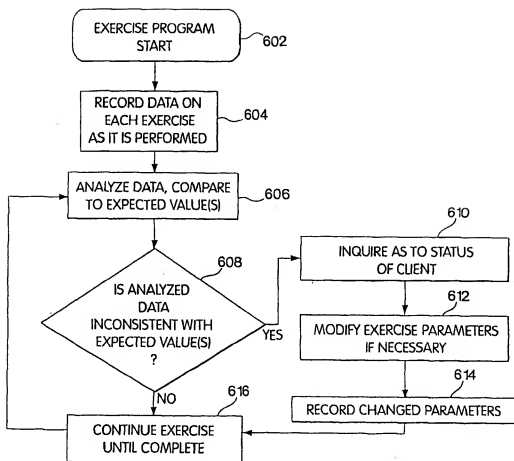 EXERCISE PROGRAM
START
602
RECORD DATA ON
EACH EXERCISE
AS IT IS PERFORMED
604
ANALYZE DATA, COMPARE
TO EXPECTED VALUE(S)
606
608
IS ANALYZED
DATA
INCONSISTENT WITH
EXPECTED VALUE(S)
?
YES
NO
610
INQUIRE AS TO STATUS
OF CLIENT
612
MODIFY EXERCISE PARAMETERS
IF NECESSARY
614
RECORD CHANGED PARAMETERS
616
CONTINUE EXERCISE
UNTIL COMPLETE